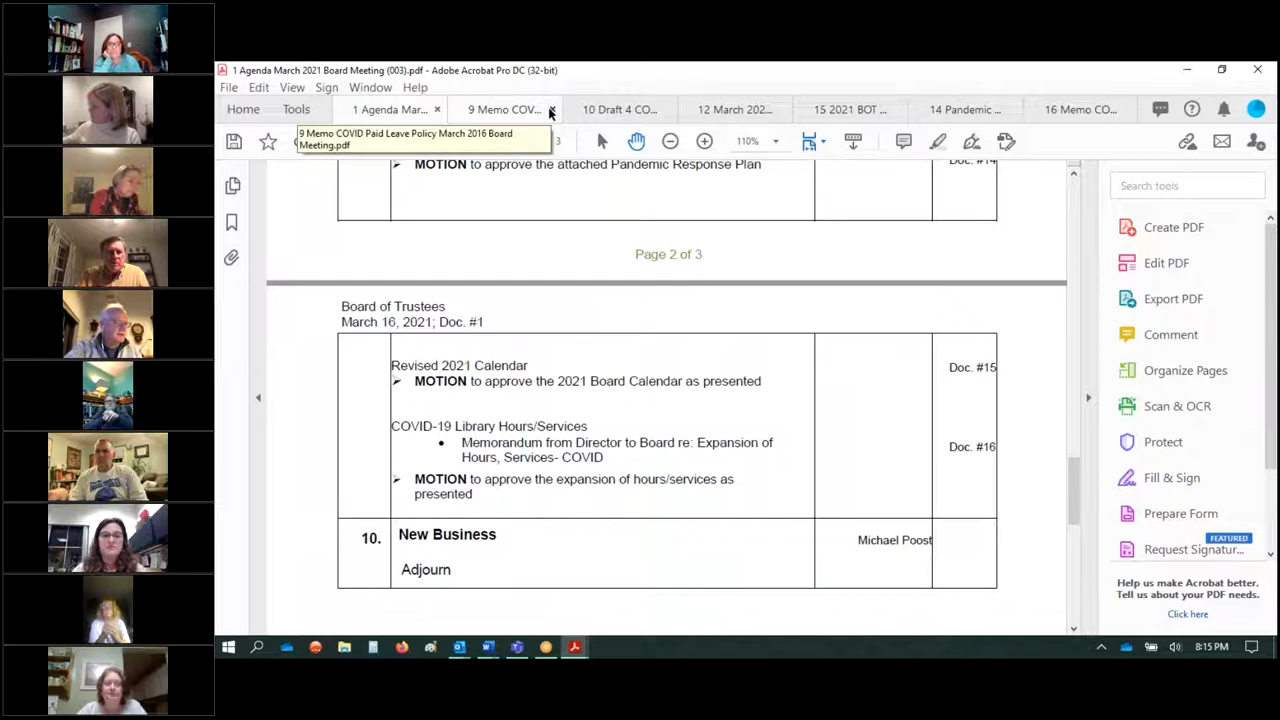 1 Agenda March 2021 Board Meeting (003).pdf - Adobe Acrobat Pro DC (32-bit)
File Edit View Sign Window Help
Home Tools 1 Agenda Mar... 9 Memo COV... 10 Draft 4 CO... 12 March 202... 15 2021 BOT ... 14 Pandemic ... 16 Memo CO...
9 Memo COVID Paid Leave Policy March 2016 Board
Meeting.pdf
3 110%
MOTION to approve the attached Pandemic Response Plan Doc. #14
Page 2 of 3
Board of Trustees
March 16, 2021; Doc. #1
Revised 2021 Calendar Doc. #15
➢ MOTION to approve the 2021 Board Calendar as presented
COVID-19 Library Hours/Services
• Memorandum from Director to Board re: Expansion of Doc. #16
Hours, Services- COVID
➢ MOTION to approve the expansion of hours/services as
presented
10. New Business Michael Poost
Adjourn
Search tools
Create PDF
Edit PDF
Export PDF
Comment
Organize Pages
Scan & OCR
Protect
Fill & Sign
Prepare Form
FEATURED
Request Signatur...
Help us make Acrobat better.
Tell us about your PDF needs.
Click here
8:15 PM